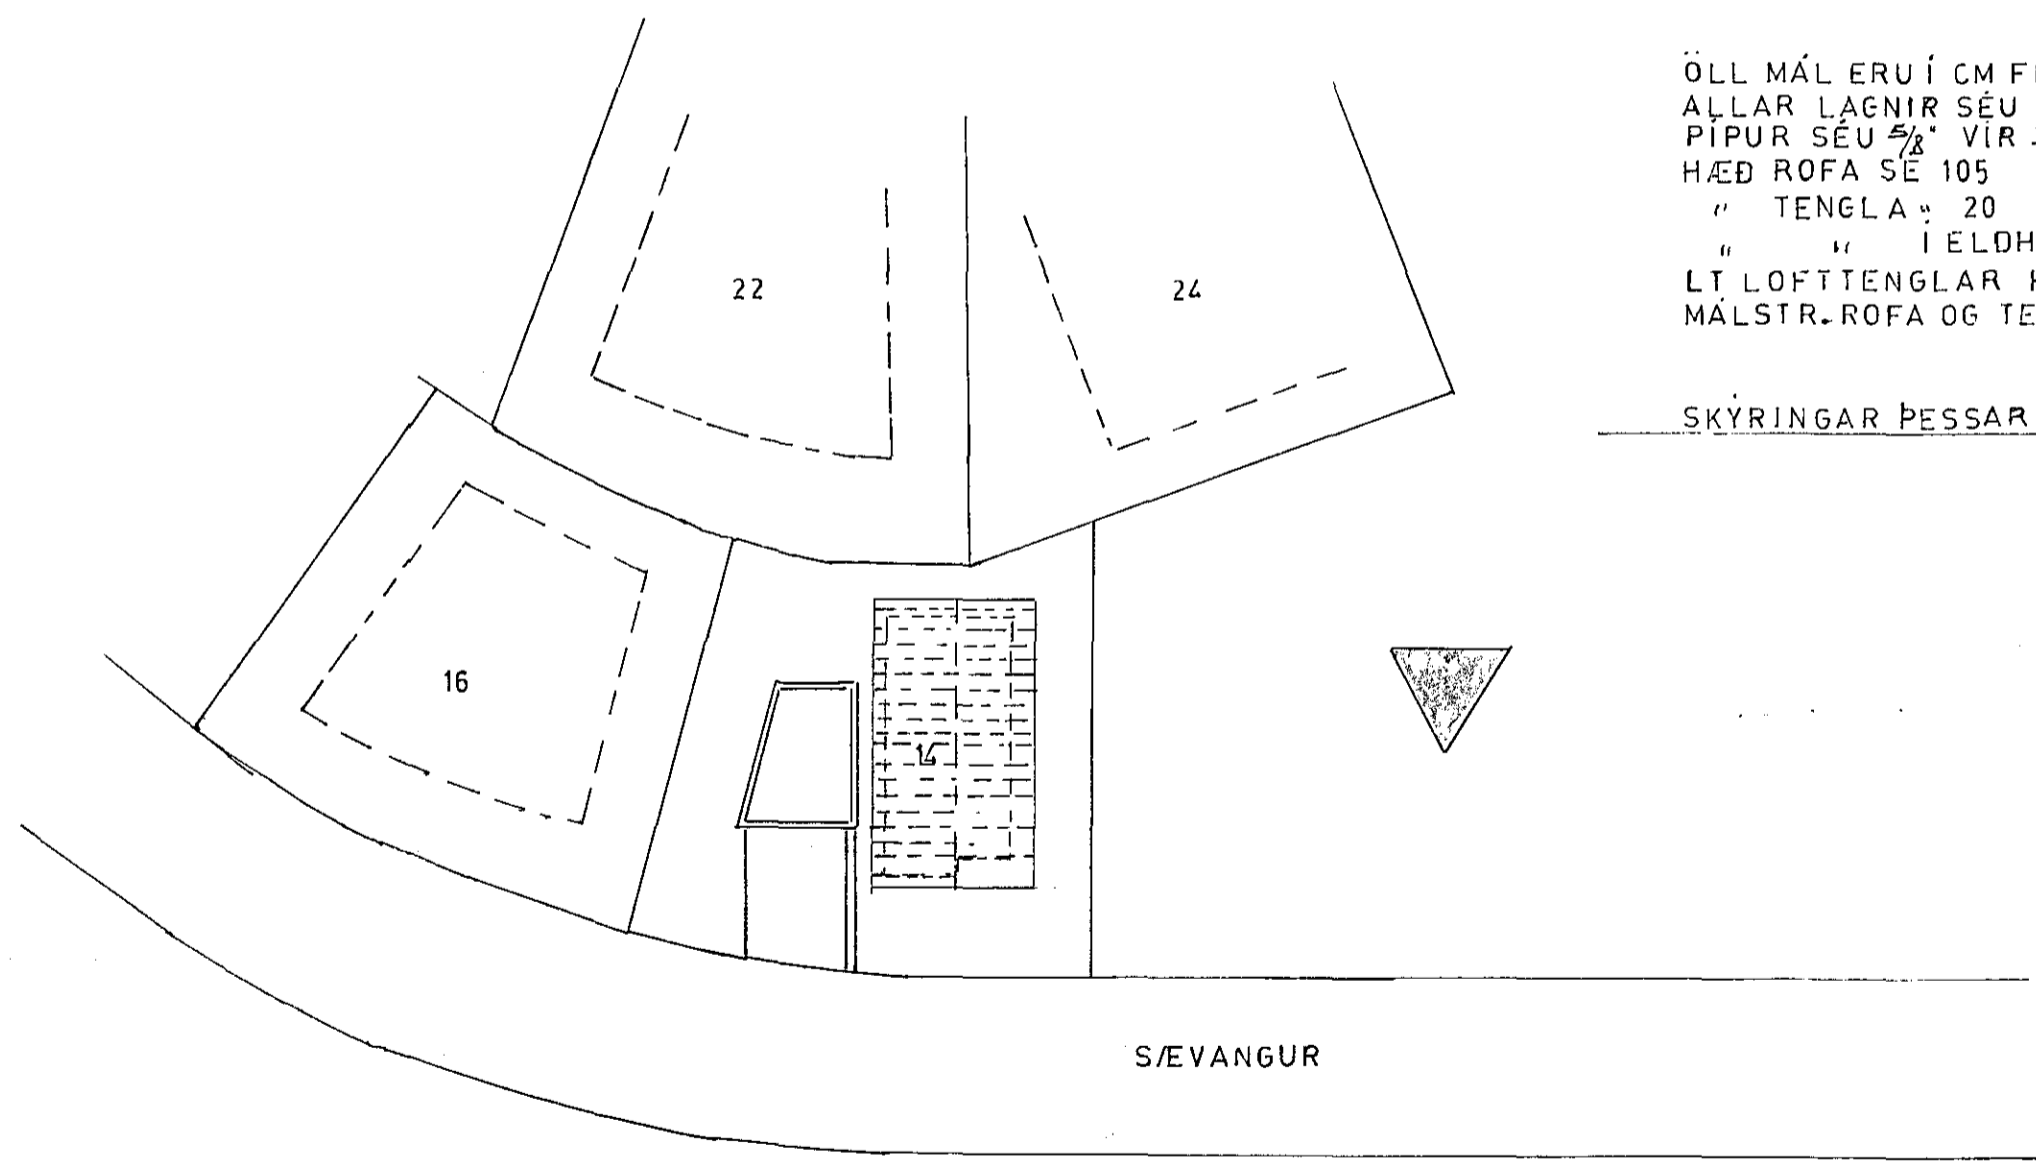 ÖLL MÁL ERU Í CM
ALLAR LAGNIR SÉU
PÍPUR SÉU 5/8" VÍR
HÆÐ ROFA SÉ 105
" TENGLA " 20
" " Í ELDH
LT LOFTTENGLAR
MÁLSTR. ROFA OG TE
SKÝRINGAR ÞESSAR
22
24
16
14
SÆVANGUR